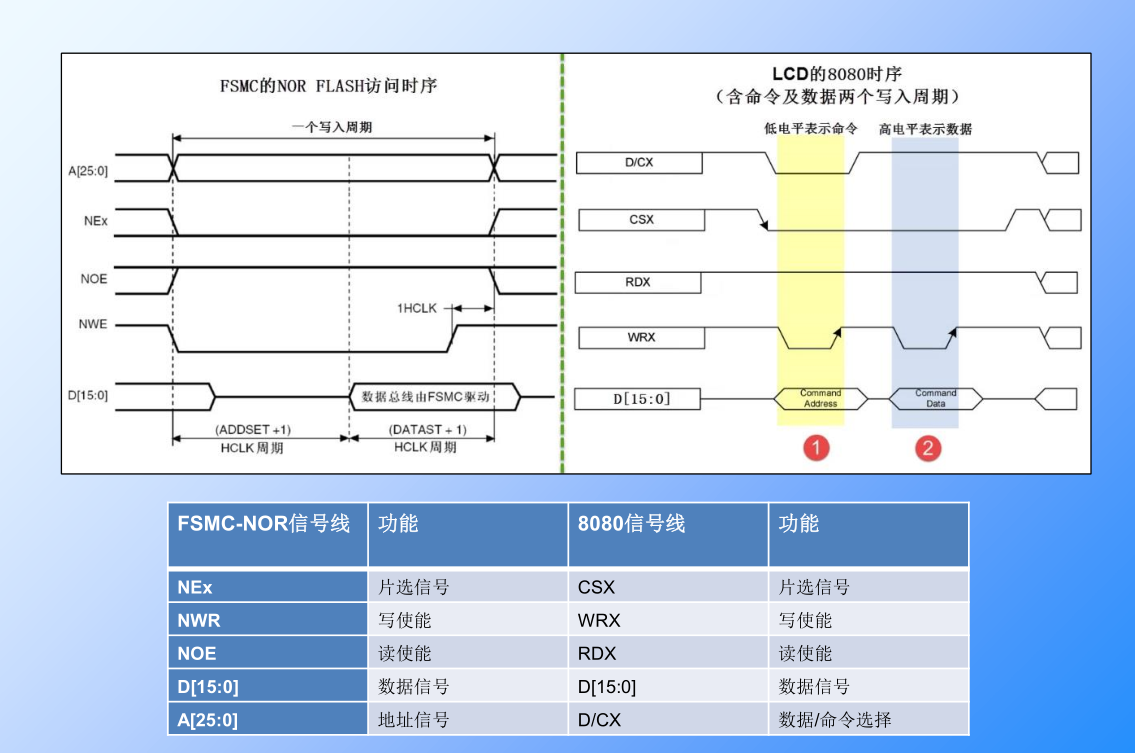 FSMC的NOR FLASH访问时序
一个写入周期
A[25:0]
NEx
NOE
1HCLK
NWE
D[15:0]
数据总线由FSMC驱动
(ADDSET +1)
HCLK 周期
(DATAST + 1)
HCLK 周期
LCD的8080时序
（含命令及数据两个写入周期）
低电平表示命令
高电平表示数据
D/CX
CSX
RDX
WRX
D[15:0]
Command
Address
Command
Data
1
2
FSMC-NOR信号线 功能 8080信号线 功能
NEx 片选信号 CSX 片选信号
NWR 写使能 WRX 写使能
NOE 读使能 RDX 读使能
D[15:0] 数据信号 D[15:0] 数据信号
A[25:0] 地址信号 D/CX 数据/命令选择